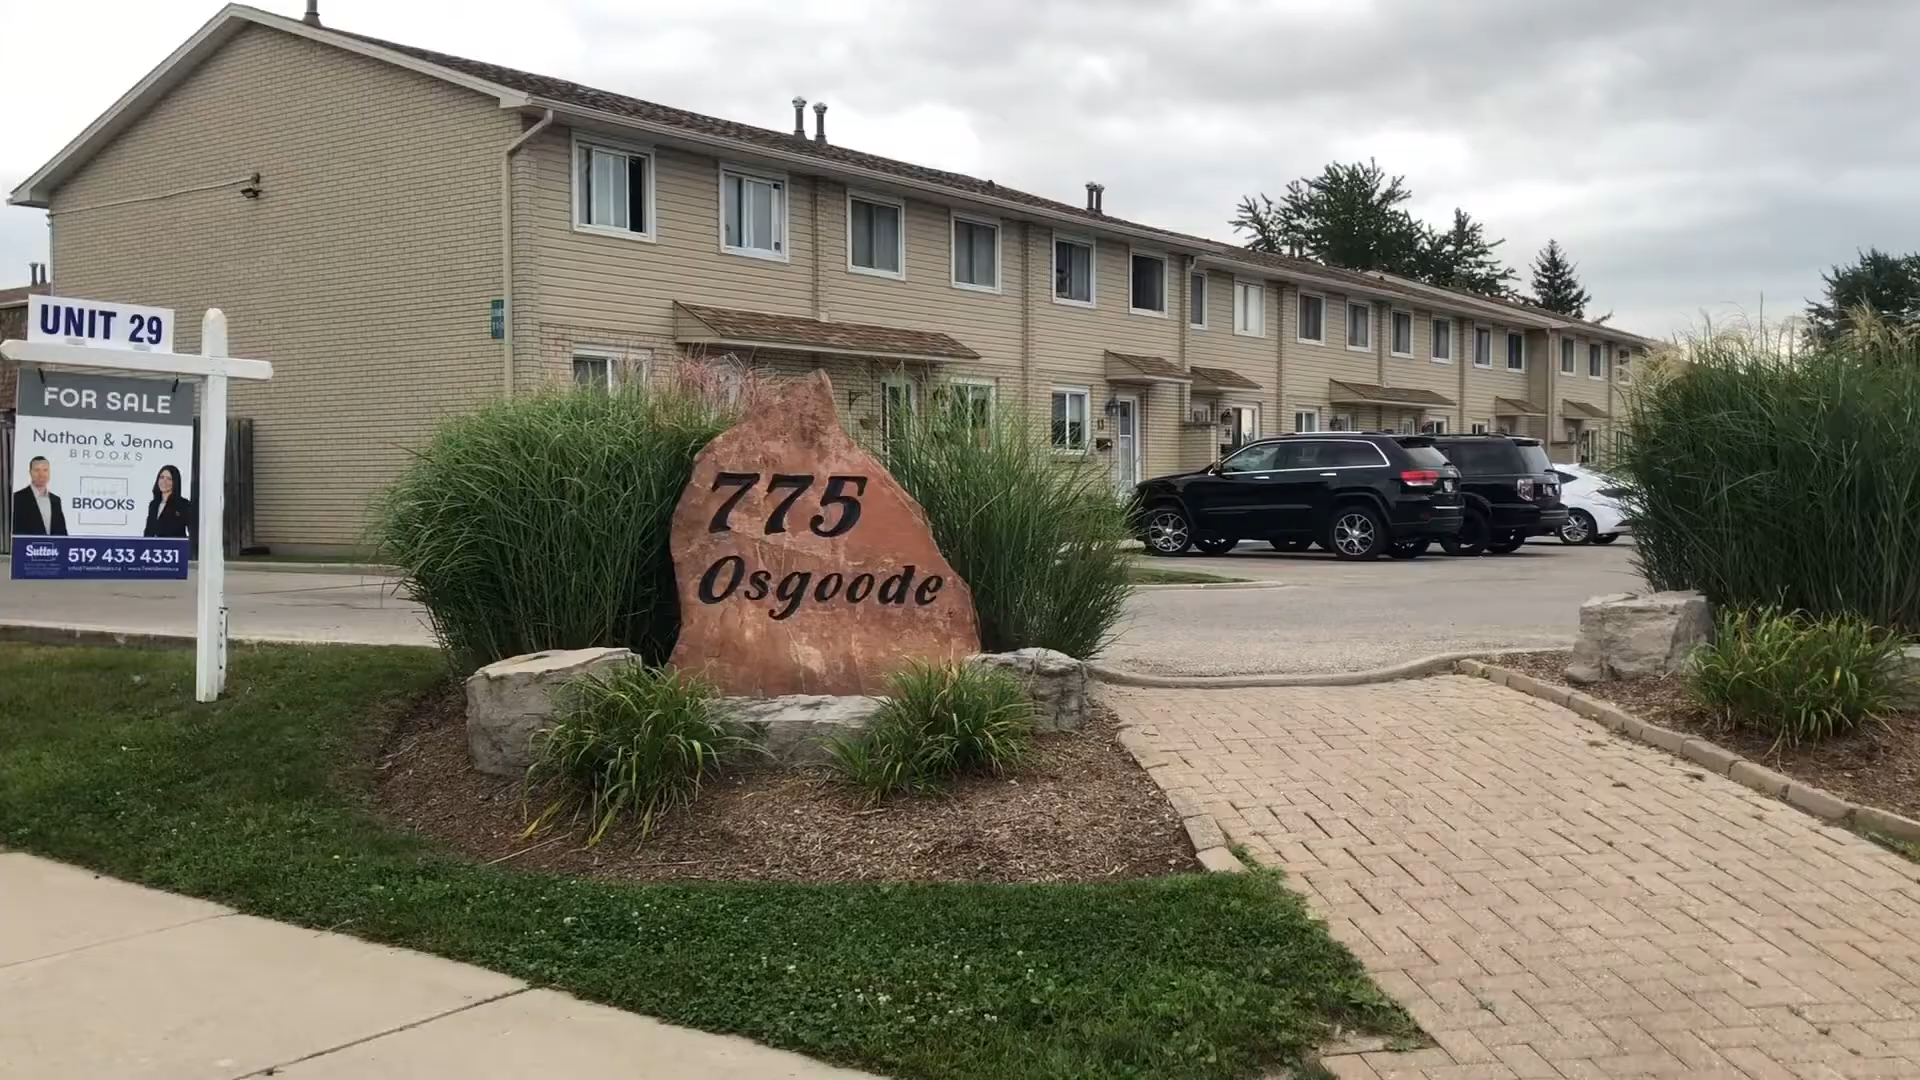 UNIT 29
FOR SALE
Nathan & Jenna
BROOKS
BROOKS
Sutton
519 433 4331
775
Osgoode